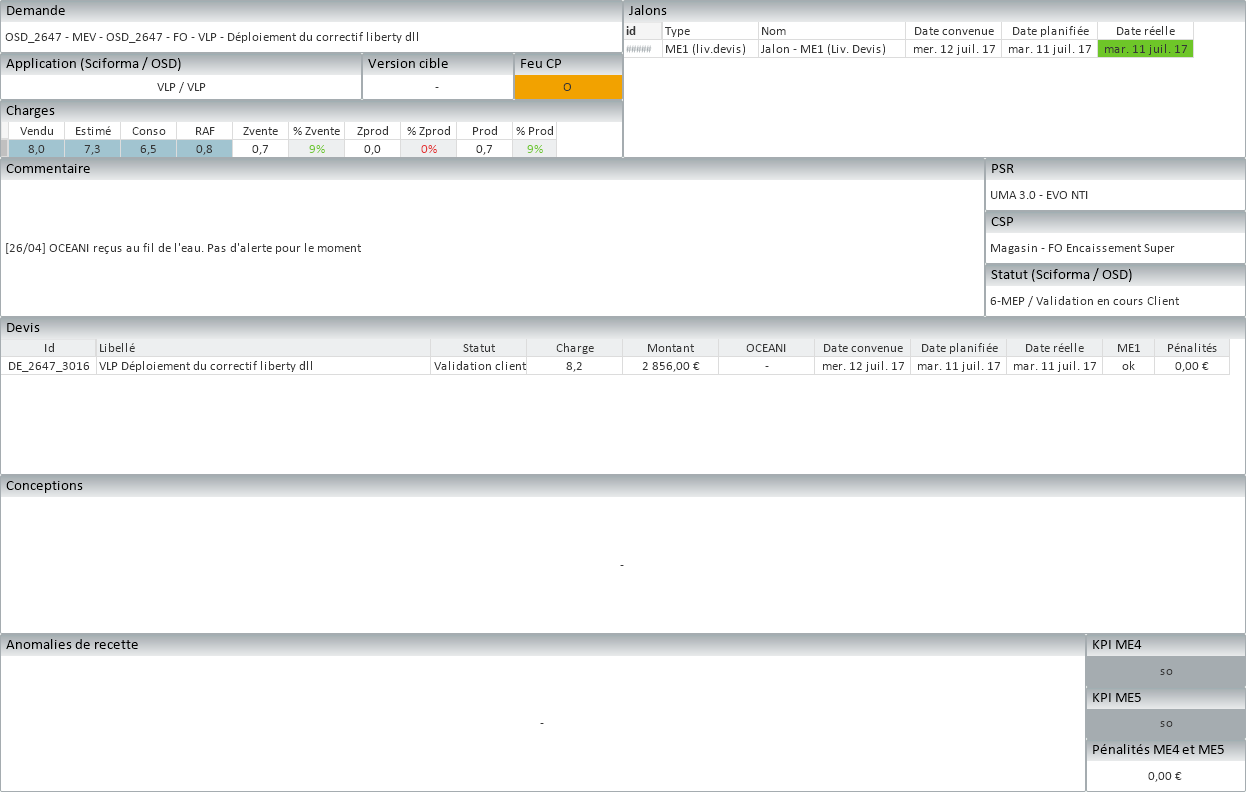 Demande
OSD_2647 - MEV - OSD_2647 - FO - VLP - Déploiement du correctif liberty dll
Application (Sciforma / OSD) Version cible Feu CP
VLP / VLP - O
Charges
Vendu Estimé Conso RAF Zvente % Zvente Zprod % Zprod Prod % Prod
8,0 7,3 6,5 0,8 0,7 9% 0,0 0% 0,7 9%
Jalons
id Type Nom Date convenue Date planifiée Date réelle
##### ME1 (liv.devis) Jalon - ME1 (Liv. Devis) mer. 12 juil. 17 mar. 11 juil. 17 mar. 11 juil. 17
Commentaire
[26/04] OCEANI reçus au fil de l'eau. Pas d'alerte pour le moment
PSR
UMA 3.0 - EVO NTI
CSP
Magasin - FO Encaissement Super
Statut (Sciforma / OSD)
6-MEP / Validation en cours Client
Devis
Id Libellé Statut Charge Montant OCEANI Date convenue Date planifiée Date réelle ME1 Pénalités
DE_2647_3016 VLP Déploiement du correctif liberty dll Validation client 8,2 2 856,00 € - mer. 12 juil. 17 mar. 11 juil. 17 mar. 11 juil. 17 ok 0,00 €
Conceptions
-
Anomalies de recette
-
KPI ME4
so
KPI ME5
so
Pénalités ME4 et ME5
0,00 €